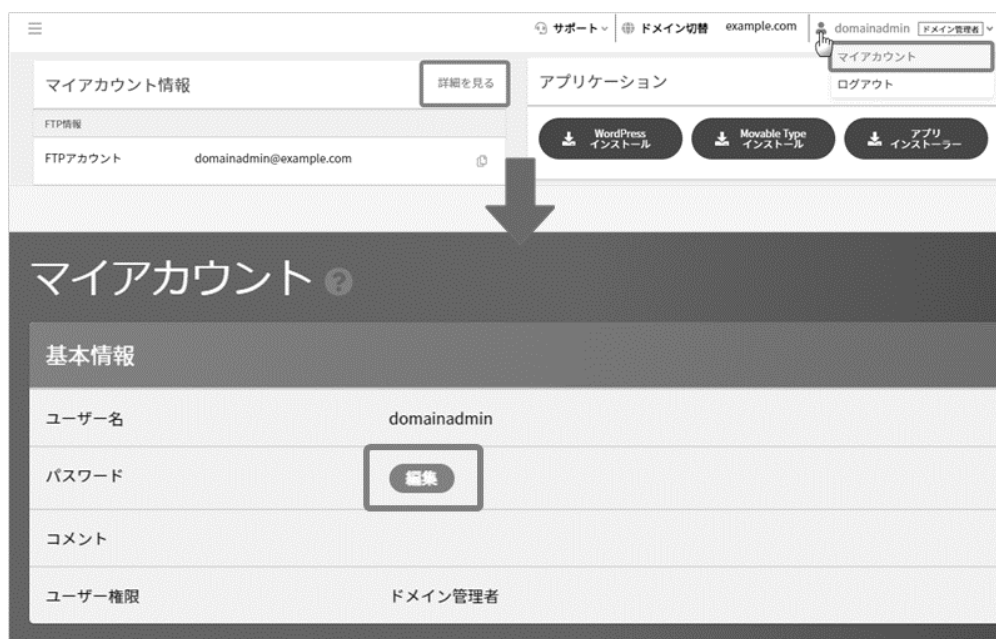 サポート ドメイン切替 example.com domainadmin ドメイン管理者
マイアカウント
ログアウト
マイアカウント情報 詳細を見る
FTP情報
FTPアカウント domainadmin@example.com
アプリケーション
WordPress
インストール
Movable Type
インストール
アプリ
インストーラー
マイアカウント ?
基本情報
ユーザー名 domainadmin
パスワード 編集
コメント
ユーザー権限 ドメイン管理者